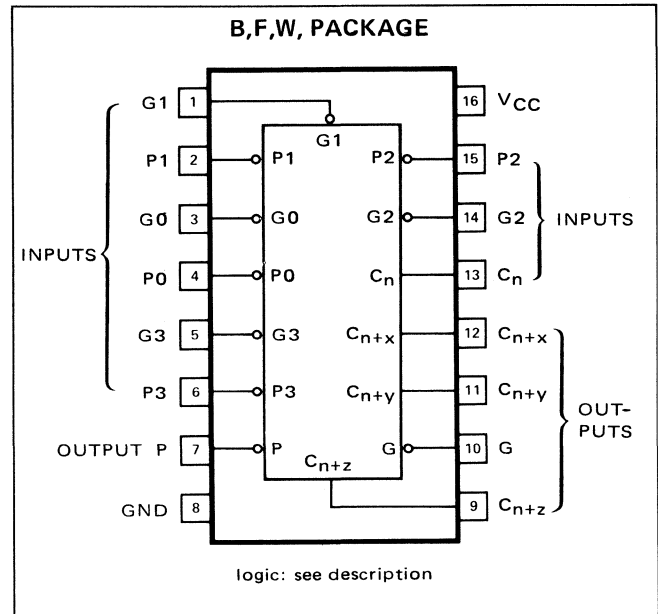 B,F,W, PACKAGE
G1 1
16 VCC
G1
P1 2 P1 P2 15 P2
G0 3 G0 G2 14 G2
INPUTS
INPUTS
P0 4 P0 Cn 13 Cn
G3 5 G3 Cn+x 12 Cn+x
P3 6 P3 Cn+y 11 Cn+y
OUT-
PUTS
OUTPUT P 7 P G 10 G
Cn+z
GND 8
9 Cn+z
logic: see description